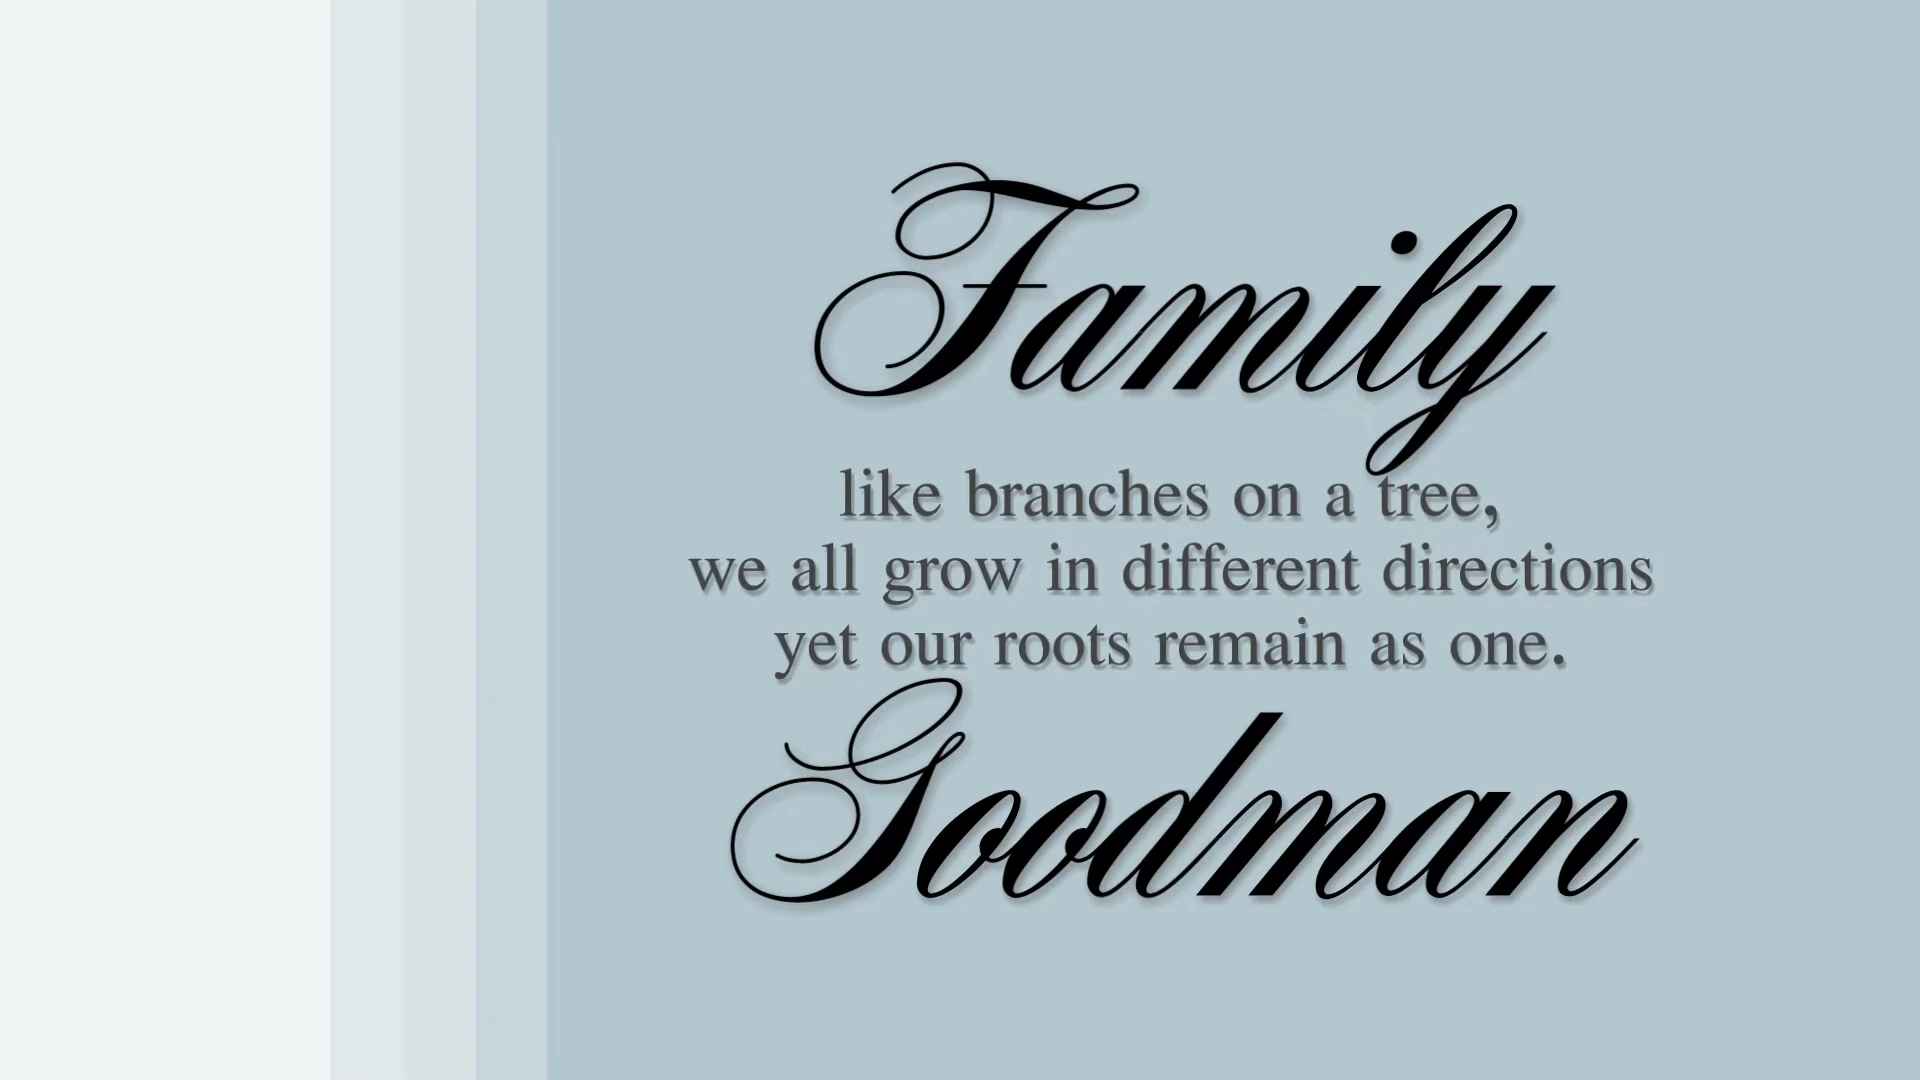 Family
like branches on a tree,
we all grow in different directions
yet our roots remain as one.
Goodman